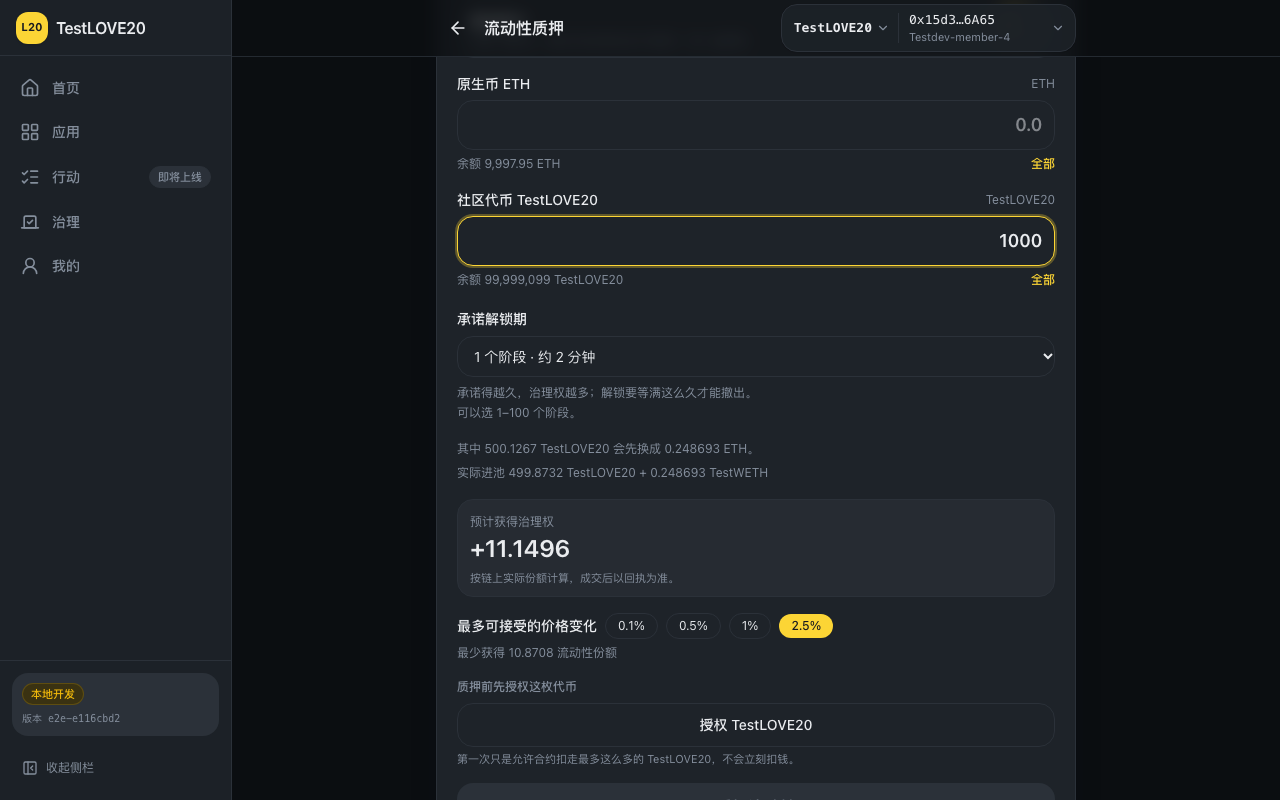 L20 TestLOVE20
首页
应用
行动 即将上线
治理
我的
本地开发
版本 e2e-e116cbd2
收起侧栏
流动性质押
TestLOVE20
0x15d3…6A65
Testdev-member-4
原生币 ETH ETH
0.0
余额 9,997.95 ETH 全部
社区代币 TestLOVE20 TestLOVE20
1000
余额 99,999,099 TestLOVE20 全部
承诺解锁期
1 个阶段 · 约 2 分钟
承诺得越久，治理权越多；解锁要等满这么久才能撤出。
可以选 1–100 个阶段。
其中 500.1267 TestLOVE20 会先换成 0.248693 ETH。
实际进池 499.8732 TestLOVE20 + 0.248693 TestWETH
预计获得治理权
+11.1496
按链上实际份额计算，成交后以回执为准。
最多可接受的价格变化 0.1% 0.5% 1% 2.5%
最少获得 10.8708 流动性份额
质押前先授权这枚代币
授权 TestLOVE20
第一次只是允许合约扣走最多这么多的 TestLOVE20，不会立刻扣钱。